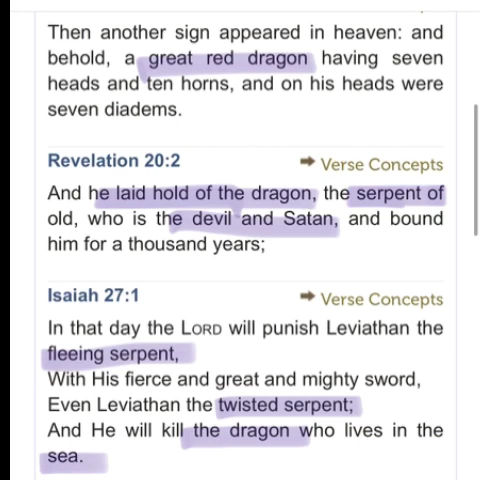 Then another sign appeared in heaven: and
behold, a great red dragon having seven
heads and ten horns, and on his heads were
seven diadems.
Revelation 20:2 ➞ Verse Concepts
And he laid hold of the dragon, the serpent of
old, who is the devil and Satan, and bound
him for a thousand years;
Isaiah 27:1 ➞ Verse Concepts
In that day the LORD will punish Leviathan the
fleeing serpent,
With His fierce and great and mighty sword,
Even Leviathan the twisted serpent;
And He will kill the dragon who lives in the
sea.